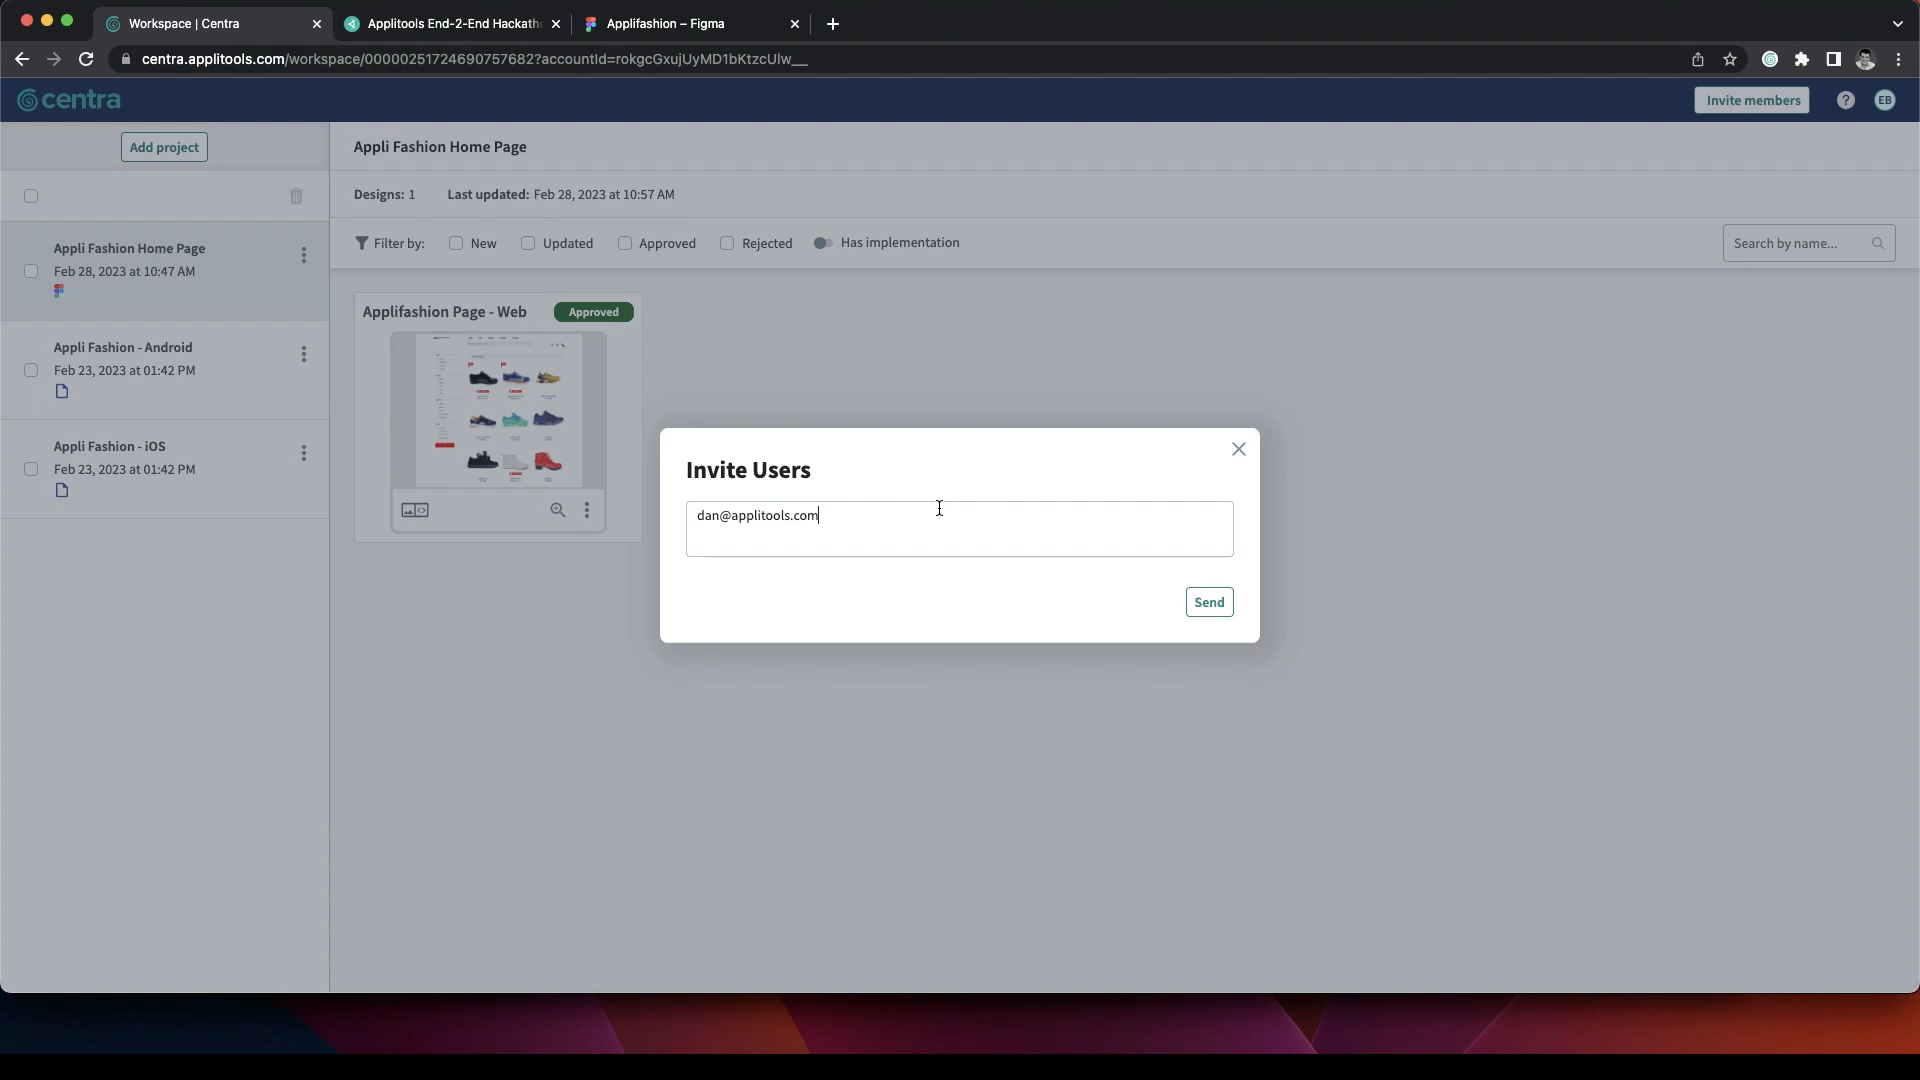 Workspace | Centra
Applitools End-2-End Hackath
Applifashion – Figma
centra.applitools.com/workspace/00000251724690757682?accountId=rokgcGxujUyMD1bKtzcUlw__
centra
Invite members
?
EB
Add project
Appli Fashion Home Page
Designs: 1
Last updated: Feb 28, 2023 at 10:57 AM
Filter by:
New
Updated
Approved
Rejected
Has implementation
Search by name...
Appli Fashion Home Page
Feb 28, 2023 at 10:47 AM
Appli Fashion - Android
Feb 23, 2023 at 01:42 PM
Appli Fashion - iOS
Feb 23, 2023 at 01:42 PM
Applifashion Page - Web
Approved
Invite Users
dan@applitools.com
Send